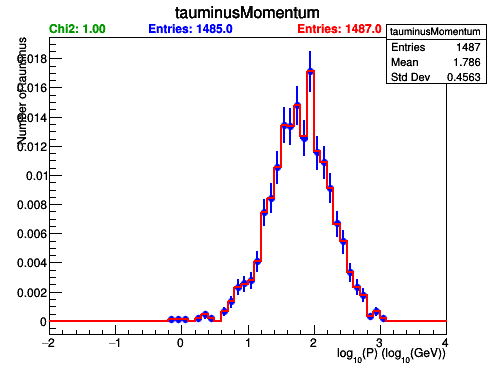 tauminusMomentum
Chi2: 1.00 Entries: 1485.0 Entries: 1487.0
tauminusMomentum
Entries 1487
Mean 1.786
Std Dev 0.4563
Number of tauminus
0.018
0.016
0.014
0.012
0.01
0.008
0.006
0.004
0.002
0
−2 −1 0 1 2 3 4
log10(P) (log10(GeV))